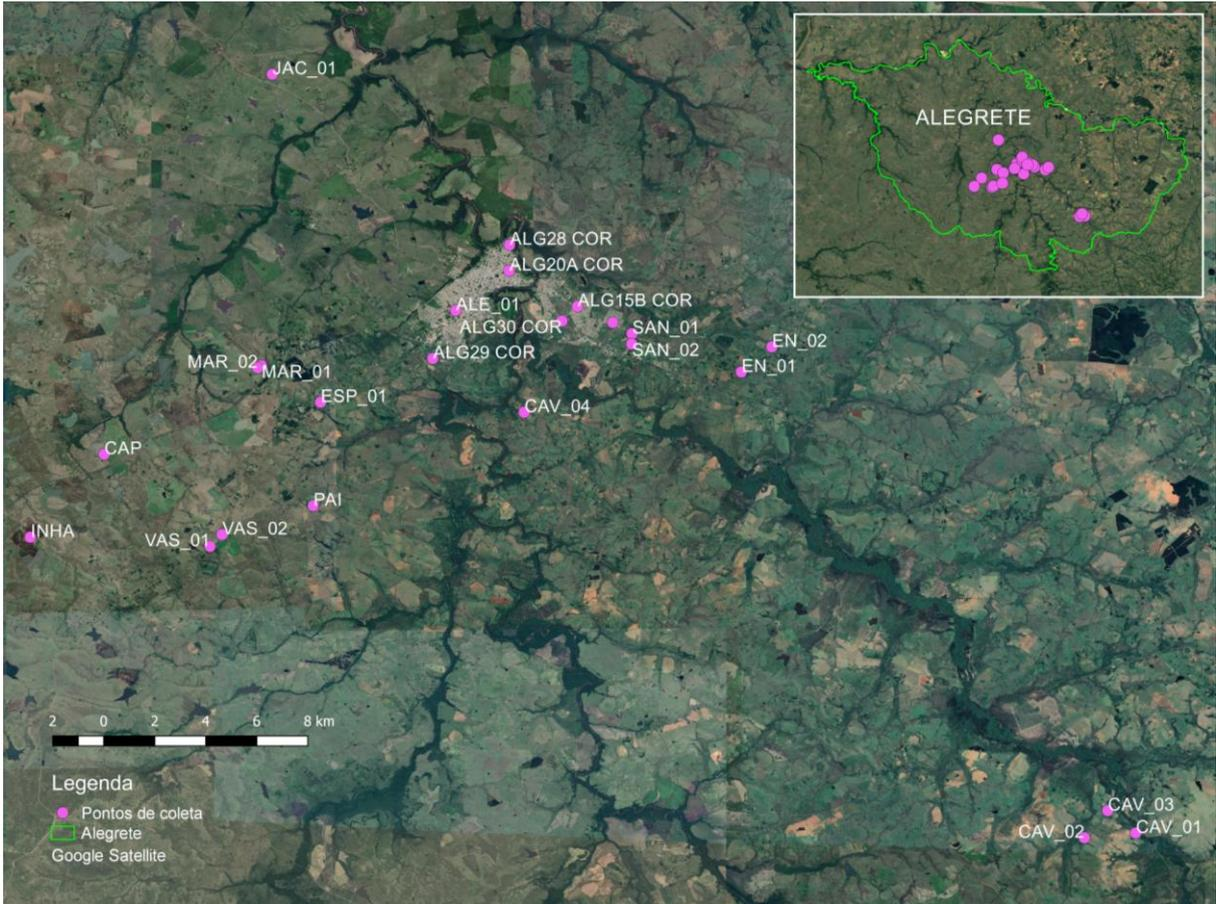 JAC_01
ALEGRETE
ALG28 COR
ALG20A COR
ALE_01
ALG15B COR
ALG30 COR
SAN_01
SAN_02
EN_02
ALG29 COR
MAR_02
MAR_01
EN_01
ESP_01
CAV_04
CAP
PAI
INHA
VAS_02
VAS_01
2 0 2 4 6 8 km
Legenda
Pontos de coleta
Alegrete
Google Satellite
CAV_03
CAV_02
CAV_01